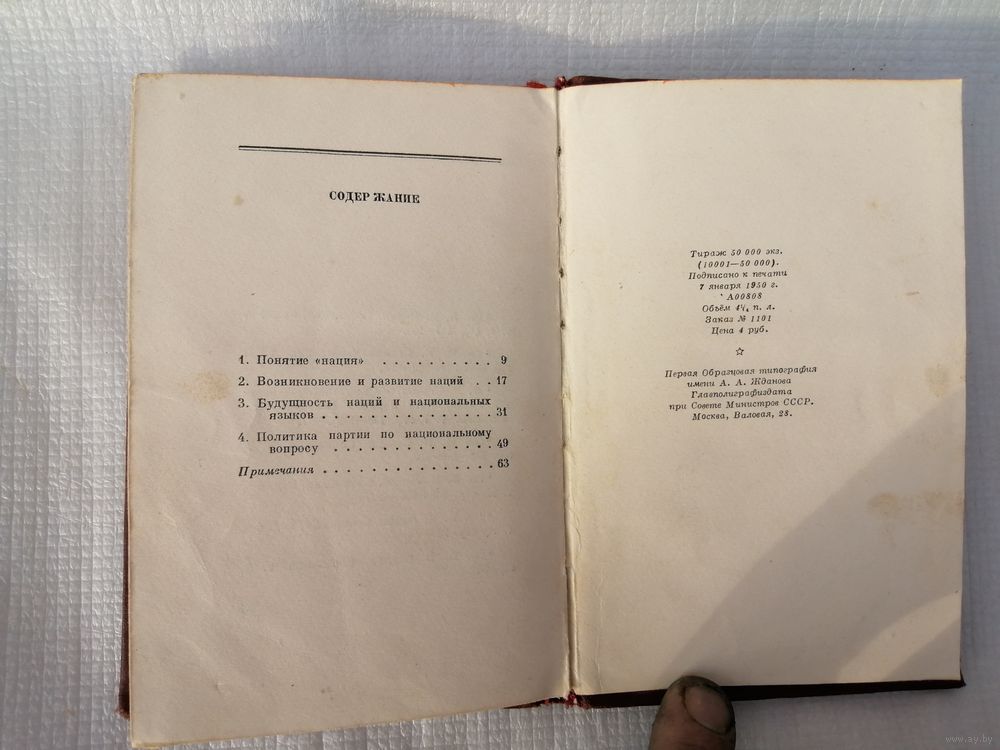 СОДЕРЖАНИЕ
1. Понятие «нация» . . . . . . . . . . 9
2. Возникновение и развитие наций . . 17
3. Будущность наций и национальных
языков . . . . . . . . . . . . . . . 31
4. Политика партии по национальному
вопросу . . . . . . . . . . . . . . 49
Примечания . . . . . . . . . . . . . . . 63
Тираж 50 000 экз.
(10001—50 000).
Подписано к печати
7 января 1950 г.
А00808
Объём 4¼ п. л.
Заказ № 1101
Цена 4 руб.
☆
Первая Образцовая типография
имени А. А. Жданова
Главполиграфиздата
при Совете Министров СССР.
Москва, Валовая, 28.
www.ay.by